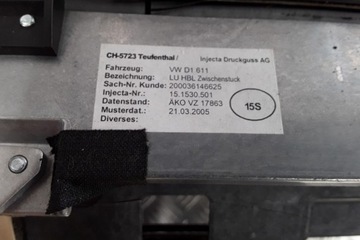 CH-5723 Teufenthal / Injecta Druckguss AG
Fahrzeug: VW D1 611
Bezeichnung: LU HBL Zwischenstück
Sach-Nr. Kunde: 200036146625
Injecta-Nr.: 15.1530.501
Datenstand: ÄKO VZ 17863
Musterdat.: 21.03.2005
Diverses:
15S